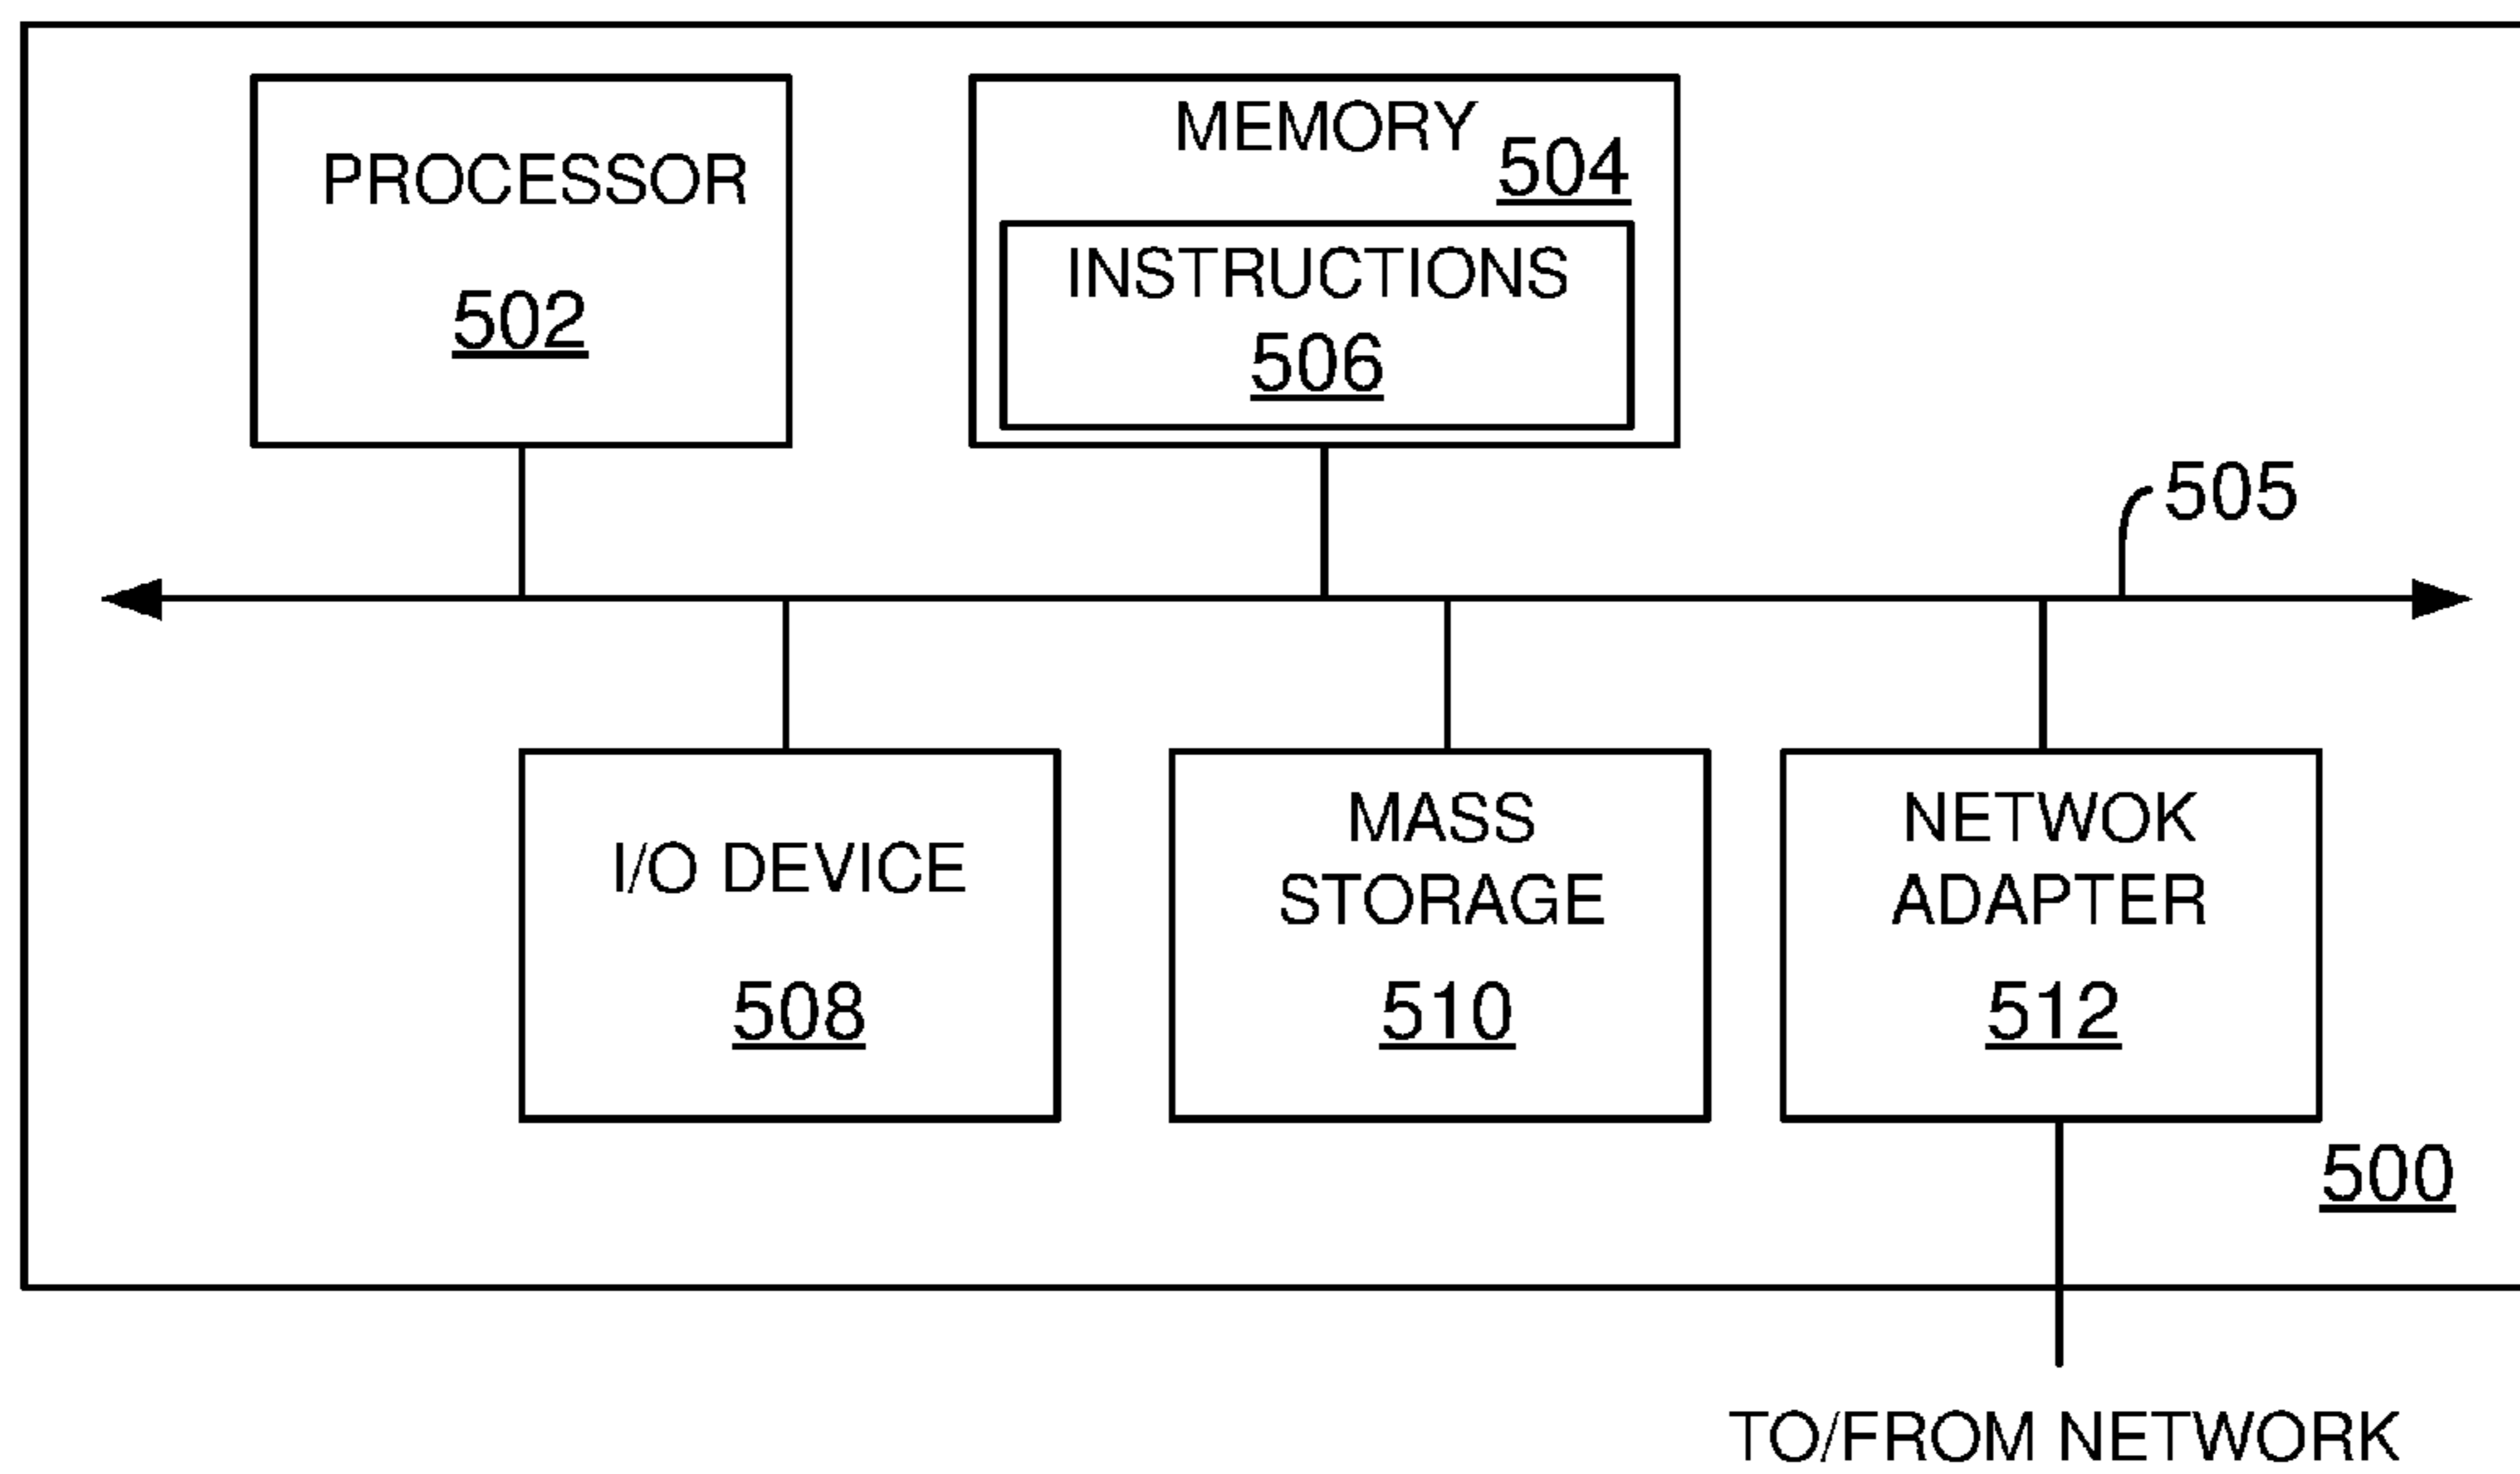 PROCESSOR
502
MEMORY
504
INSTRUCTIONS
506
505
I/O DEVICE
508
MASS
STORAGE
510
NETWOK
ADAPTER
512
500
TO/FROM NETWORK